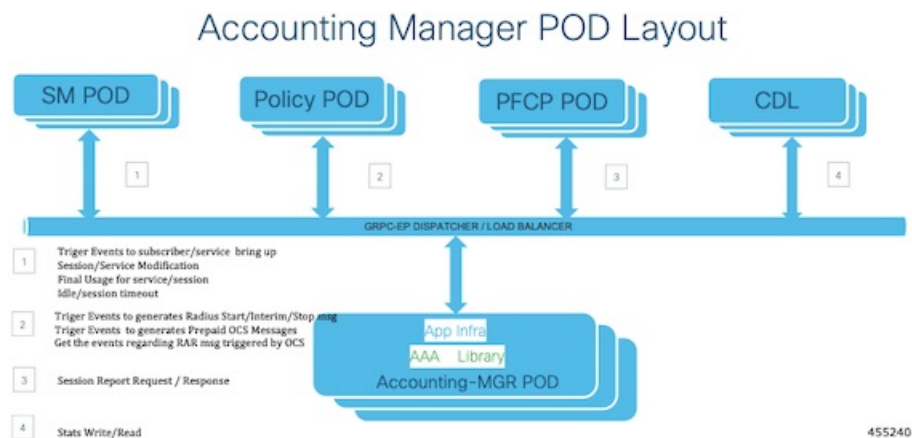 Accounting Manager POD Layout
SM POD
Policy POD
PFCP POD
CDL
1
2
3
4
GRPC-EP DISPATCHER / LOAD BALANCER
1
Triger Events to subscriber/service bring up
Session/Service Modification
Final Usage for service/session
Idle/session timeout
2
Triger Events to generates Radius Start/Interim/Stop msg
Triger Events to generates Prepaid OCS Messages
Get the events regarding RAR msg triggered by OCS
App Infra
AAA Library
Accounting-MGR POD
3
Session Report Request / Response
4
Stats Write/Read
455240